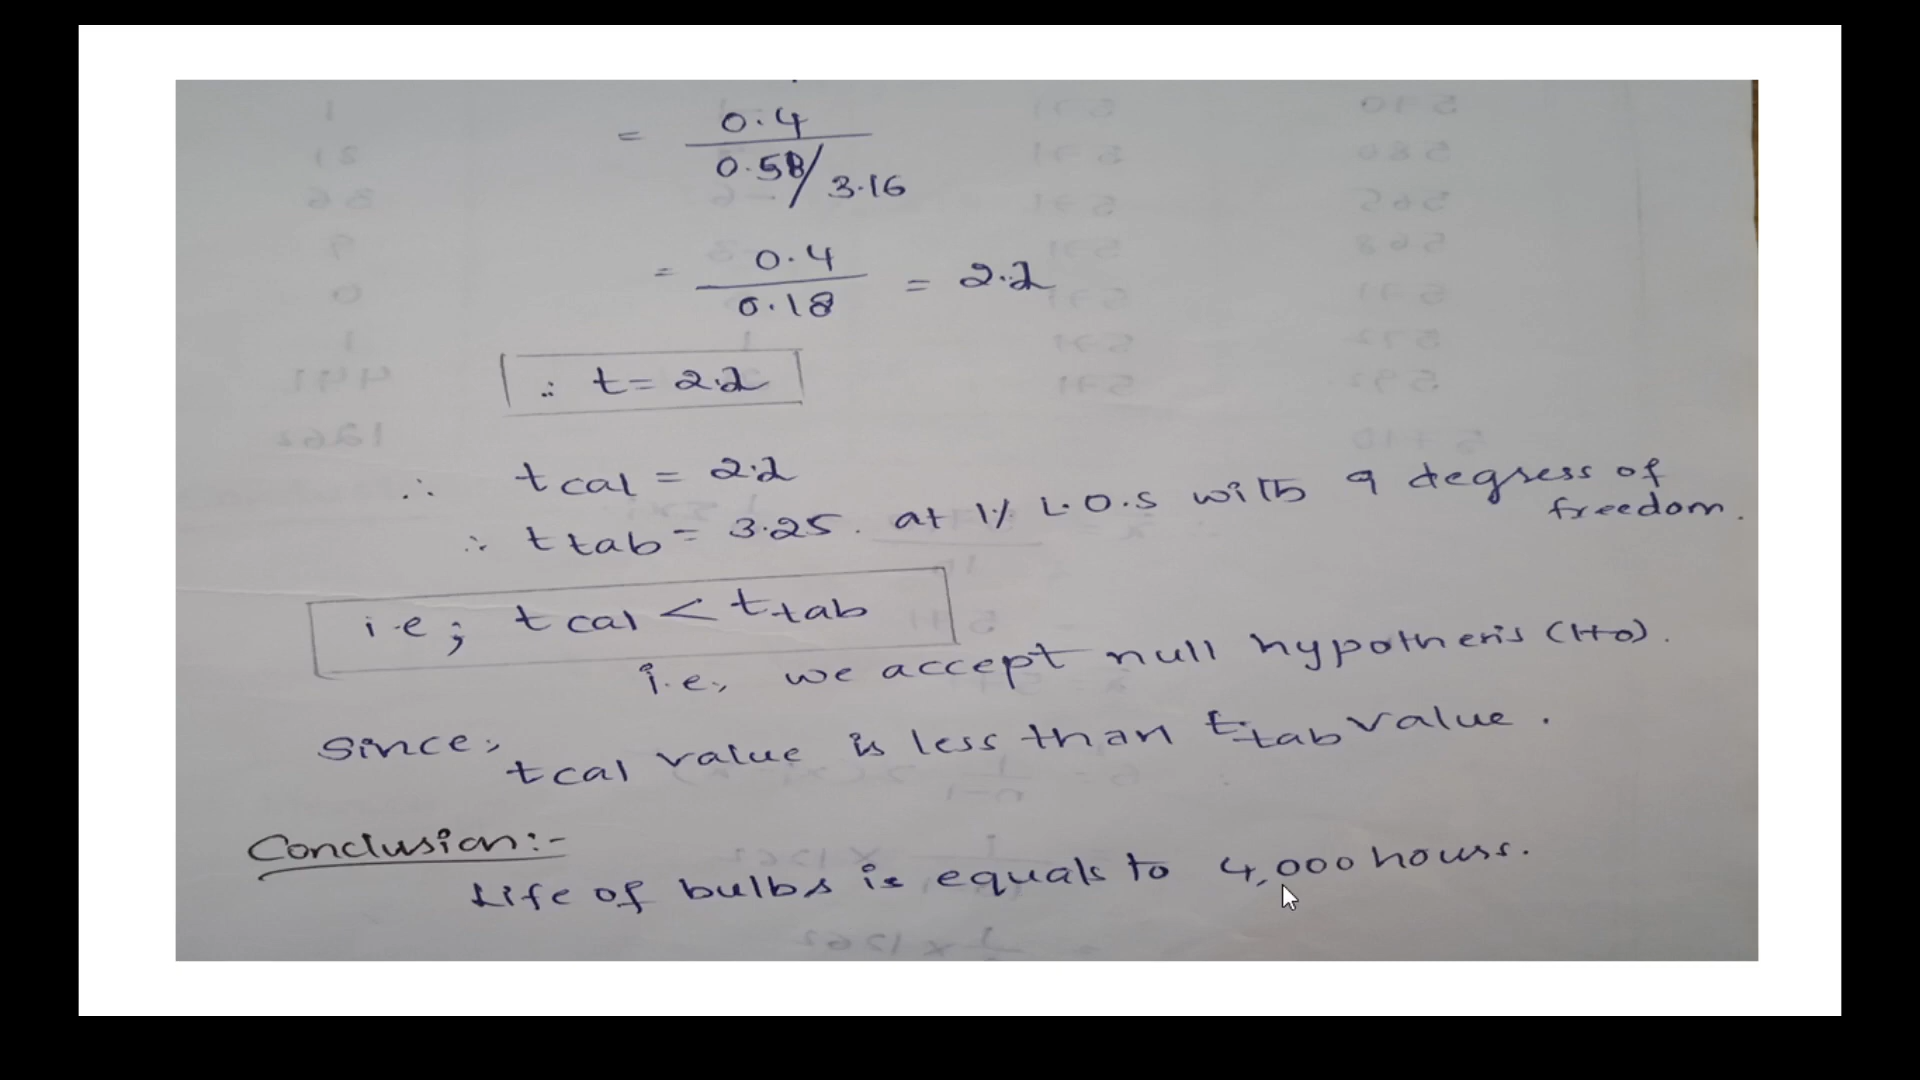 = 0.4
0.58/3.16
= 0.4 = 2.2
0.18
∴ t = 2.2
∴ t cal = 2.2
∴ t tab = 3.25. at 1% L.O.S with 9 degress of
freedom.
i.e; t cal < t tab
i.e., we accept null hypothesis (H0).
Since, t cal value is less than t tab value.
Conclusion:-
Life of bulbs is equals to 4,000 hours.